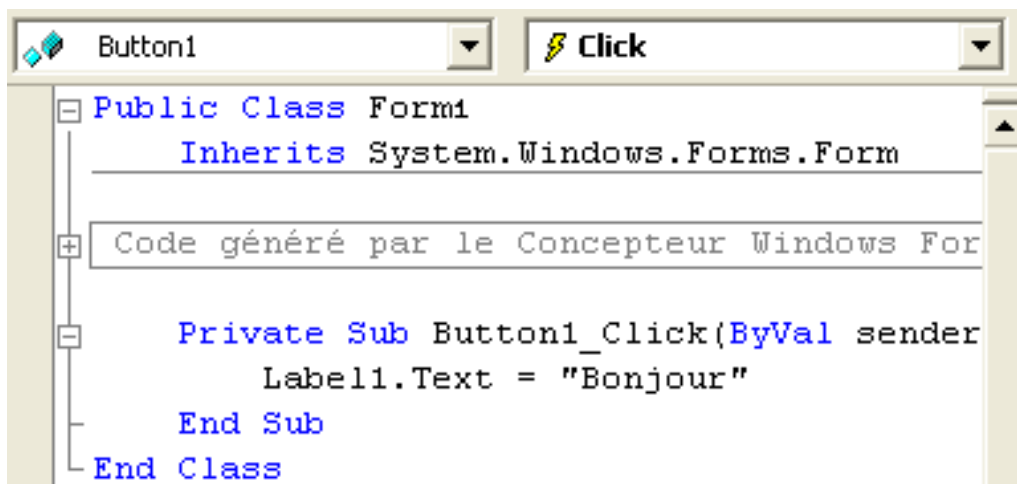 Button1 Click
Public Class Form1
Inherits System.Windows.Forms.Form
Code généré par le Concepteur Windows For
Private Sub Button1_Click(ByVal sender
Label1.Text = "Bonjour"
End Sub
End Class